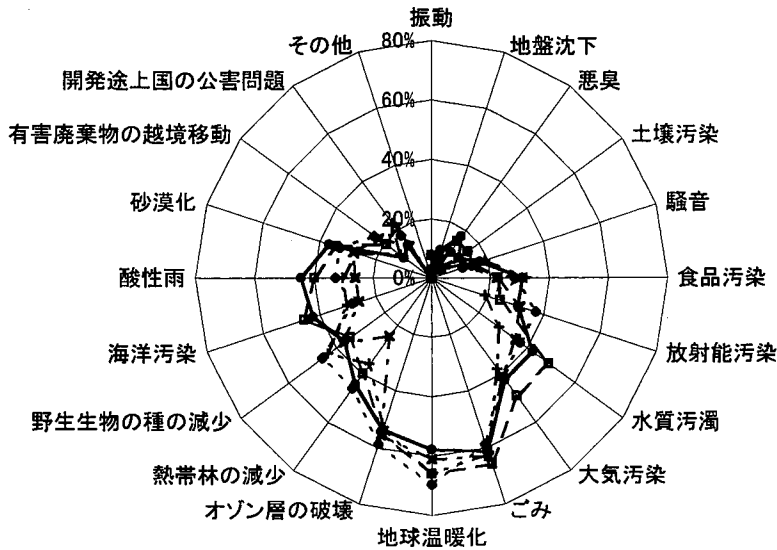 振動
80%
その他
地盤沈下
60%
開発途上国の公害問題
悪臭
40%
有害廃棄物の越境移動
土壌汚染
20%
砂漠化
騒音
0%
酸性雨
食品汚染
海洋汚染
放射能汚染
野生生物の種の減少
水質汚濁
熱帯林の減少
大気汚染
オゾン層の破壊
ごみ
地球温暖化